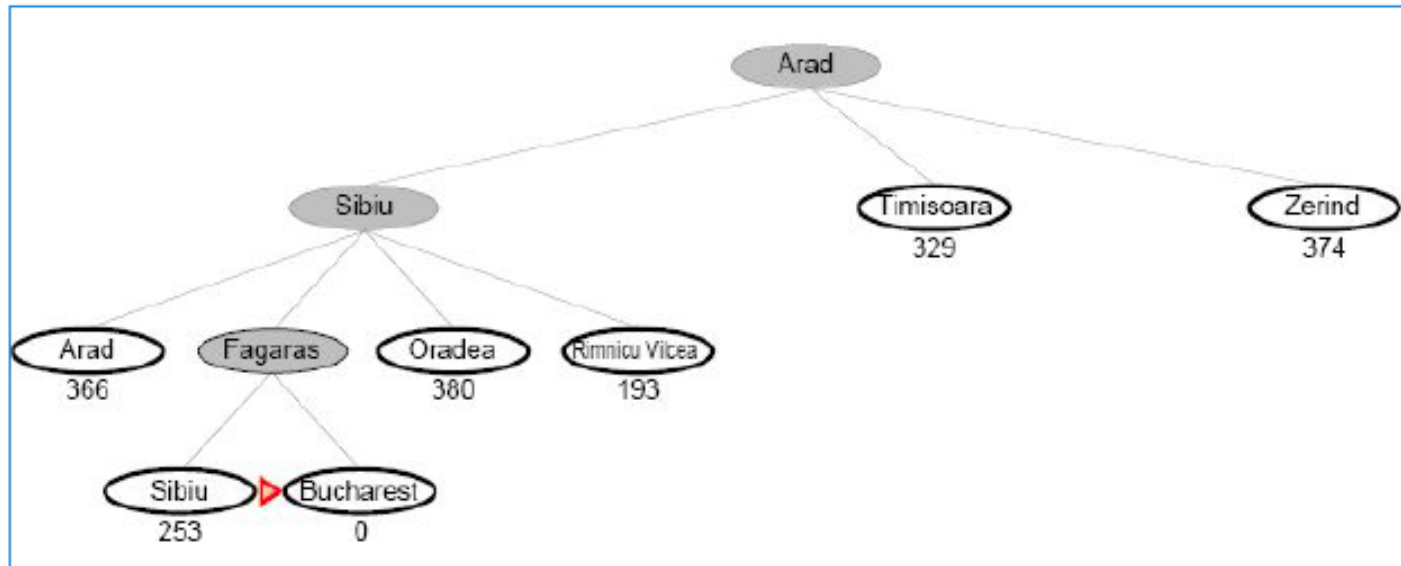 Arad
Sibiu
Timisoara
Zerind
329
374
Arad
Fagaras
Oradea
Rimnicu Vilcea
366
380
193
Sibiu
Bucharest
253
0